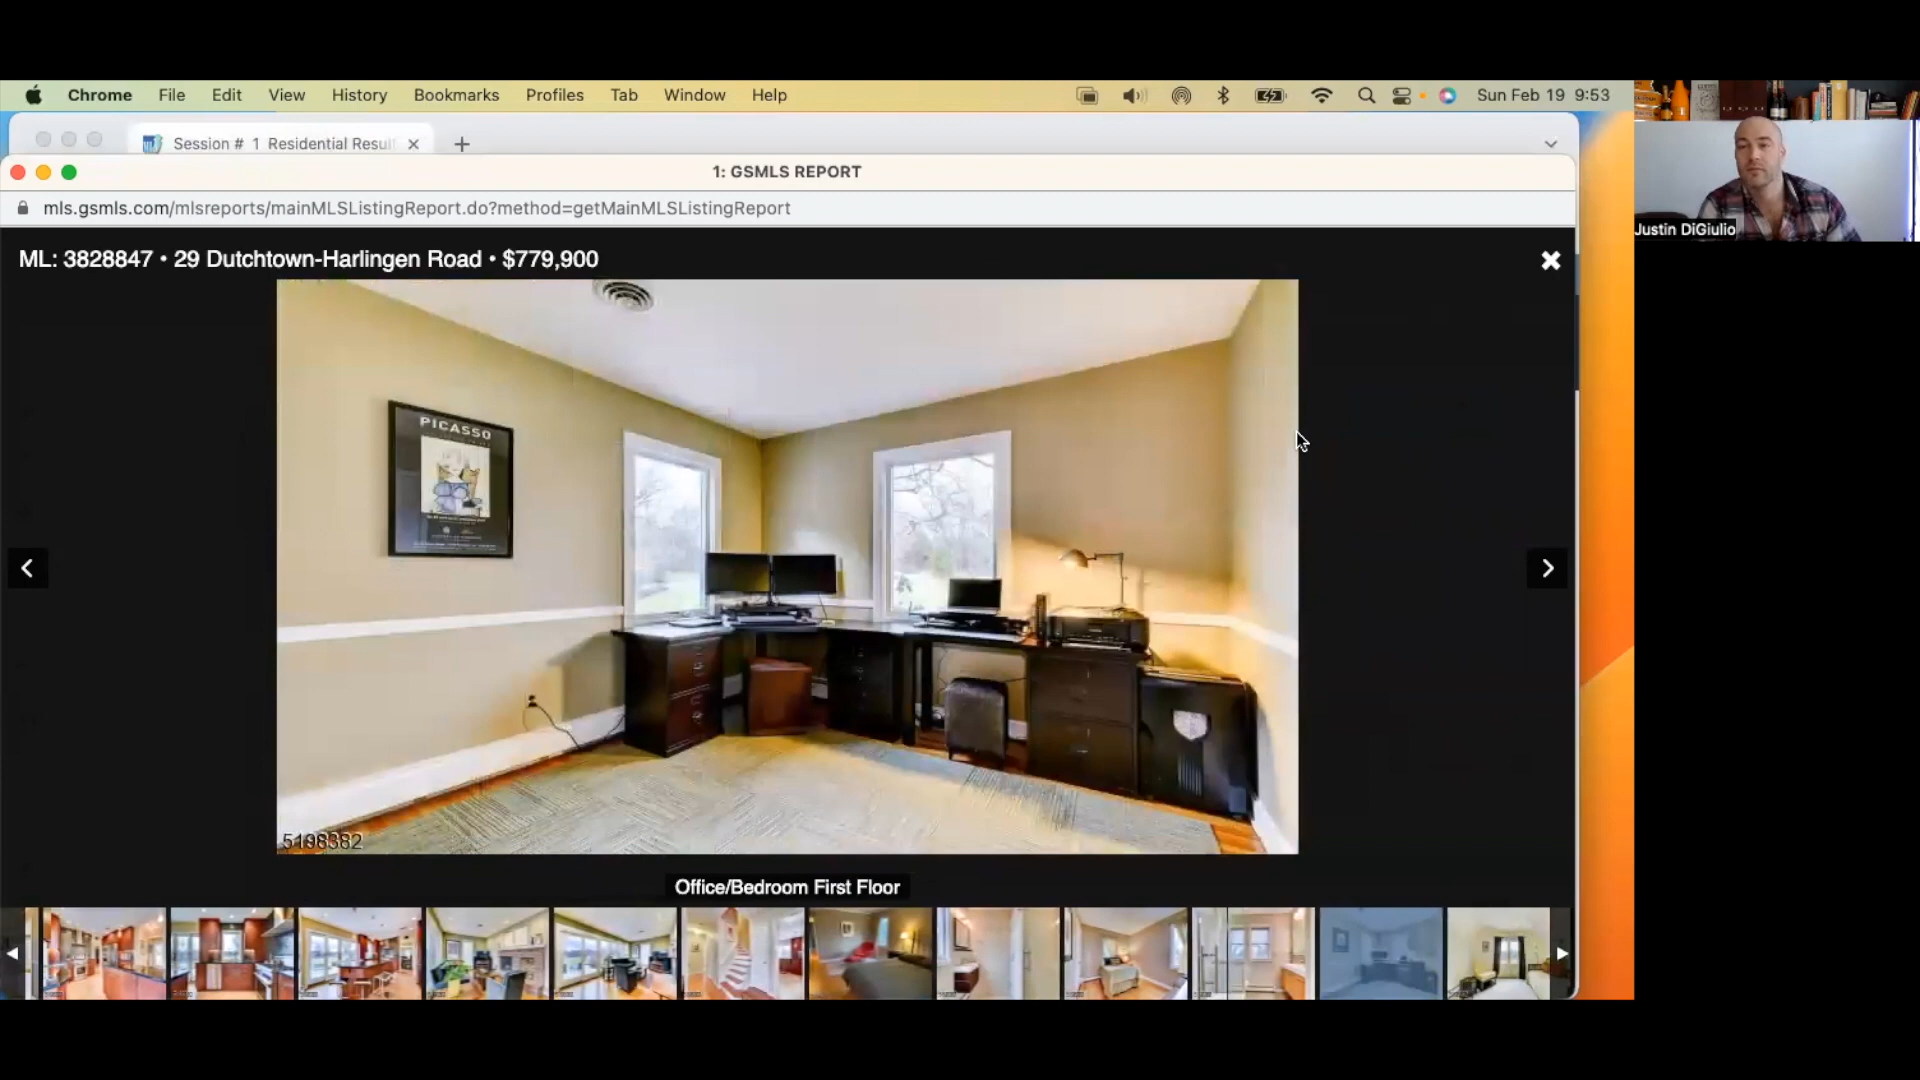 Chrome File Edit View History Bookmarks Profiles Tab Window Help Sun Feb 19 9:53
Session # 1 Residential Resul
1: GSMLS REPORT
mls.gsmls.com/mlsreports/mainMLSListingReport.do?method=getMainMLSListingReport
Justin DiGiulio
ML: 3828847 • 29 Dutchtown-Harlingen Road • $779,900
PICASSO
5198382
Office/Bedroom First Floor